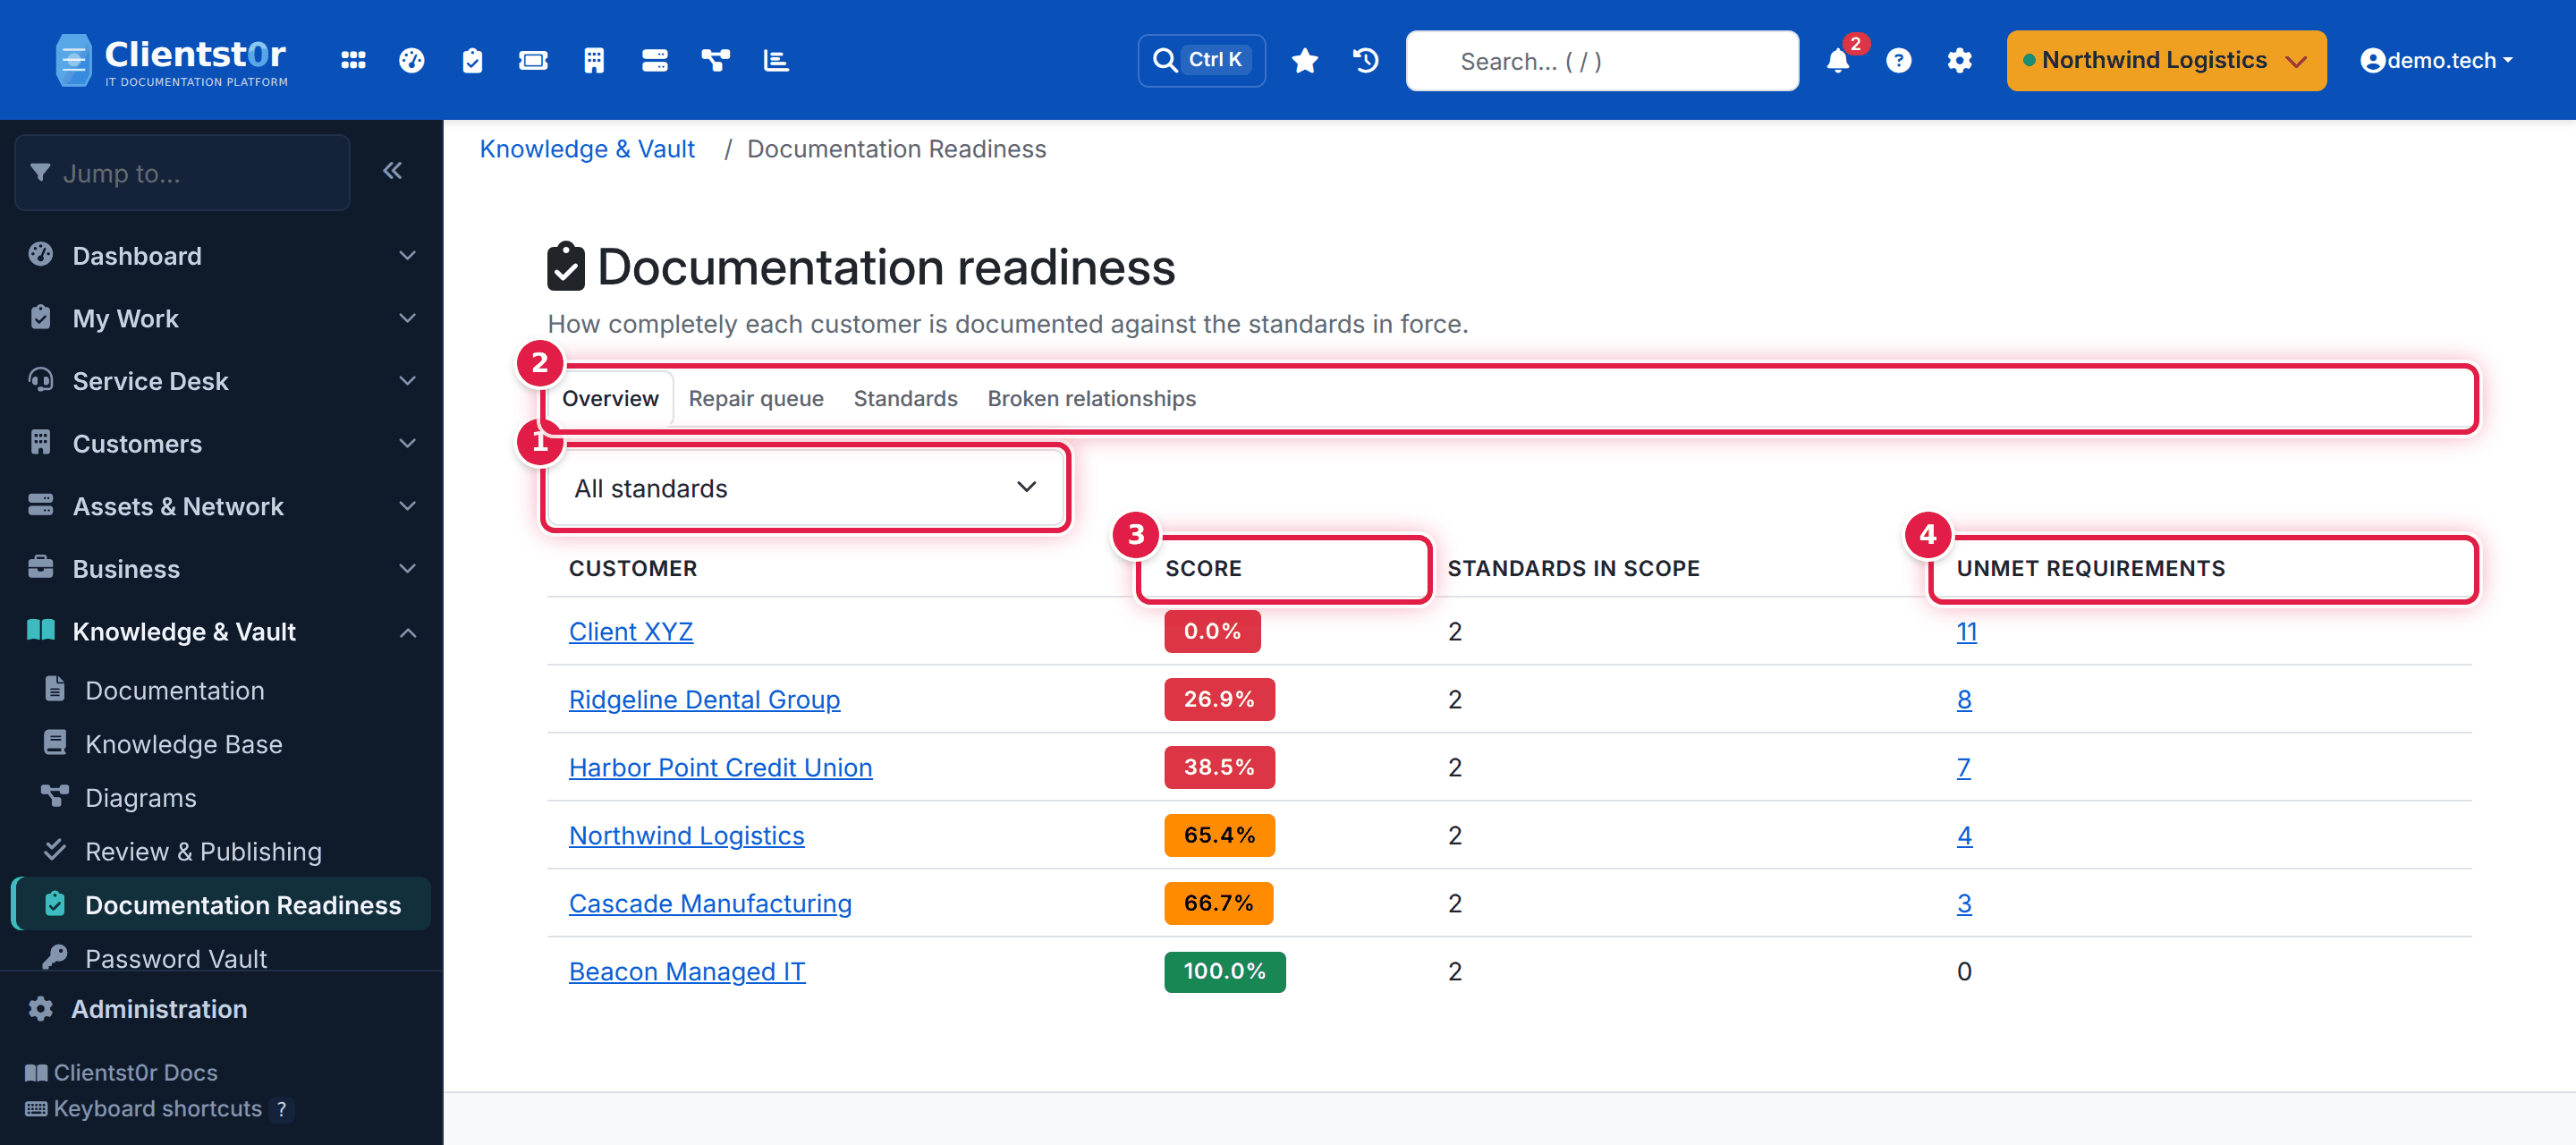 Clientst0r
IT DOCUMENTATION PLATFORM
Ctrl K
Search... ( / )
2
?
Northwind Logistics
demo.tech
Jump to...
Dashboard
My Work
Service Desk
Customers
Assets & Network
Business
Knowledge & Vault
Documentation
Knowledge Base
Diagrams
Review & Publishing
Documentation Readiness
Password Vault
Administration
Clientst0r Docs
Keyboard shortcuts ?
Knowledge & Vault / Documentation Readiness
Documentation readiness
How completely each customer is documented against the standards in force.
2
Overview Repair queue Standards Broken relationships
1
All standards
3 4
CUSTOMER SCORE STANDARDS IN SCOPE UNMET REQUIREMENTS
Client XYZ 0.0% 2 11
Ridgeline Dental Group 26.9% 2 8
Harbor Point Credit Union 38.5% 2 7
Northwind Logistics 65.4% 2 4
Cascade Manufacturing 66.7% 2 3
Beacon Managed IT 100.0% 2 0